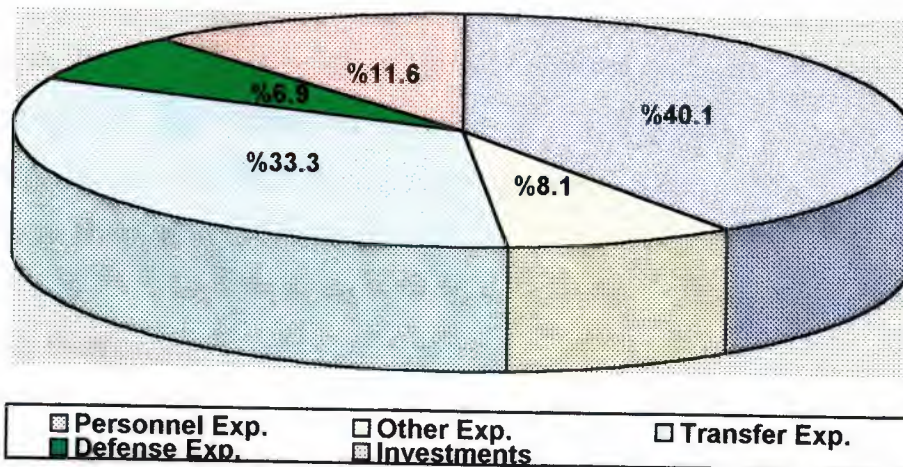 %11.6
%6.9
%40.1
%33.3
%8.1
Personnel Exp. Other Exp. Transfer Exp.
Defense Exp. Investments